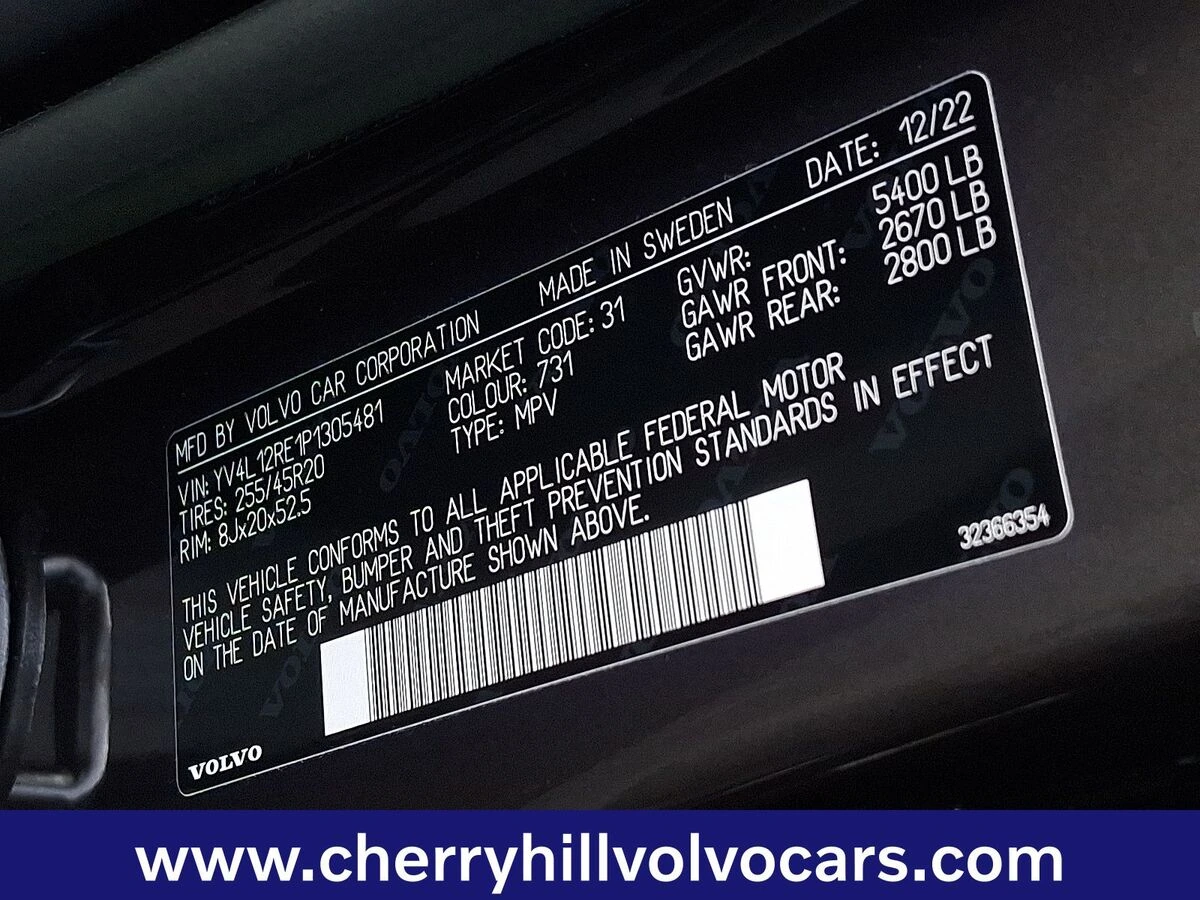 MFD BY VOLVO CAR CORPORATION MADE IN SWEDEN DATE: 12/22
VIN: YV4L12RE1P1305481 MARKET CODE: 31 GVWR: 5400 LB
TIRES: 255/45R20 COLOUR: 731 GAWR FRONT: 2670 LB
RIM: 8Jx20x52.5 TYPE: MPV GAWR REAR: 2800 LB
THIS VEHICLE CONFORMS TO ALL APPLICABLE FEDERAL MOTOR
VEHICLE SAFETY, BUMPER AND THEFT PREVENTION STANDARDS IN EFFECT
ON THE DATE OF MANUFACTURE SHOWN ABOVE.
32366354
VOLVO
www.cherryhillvolvocars.com